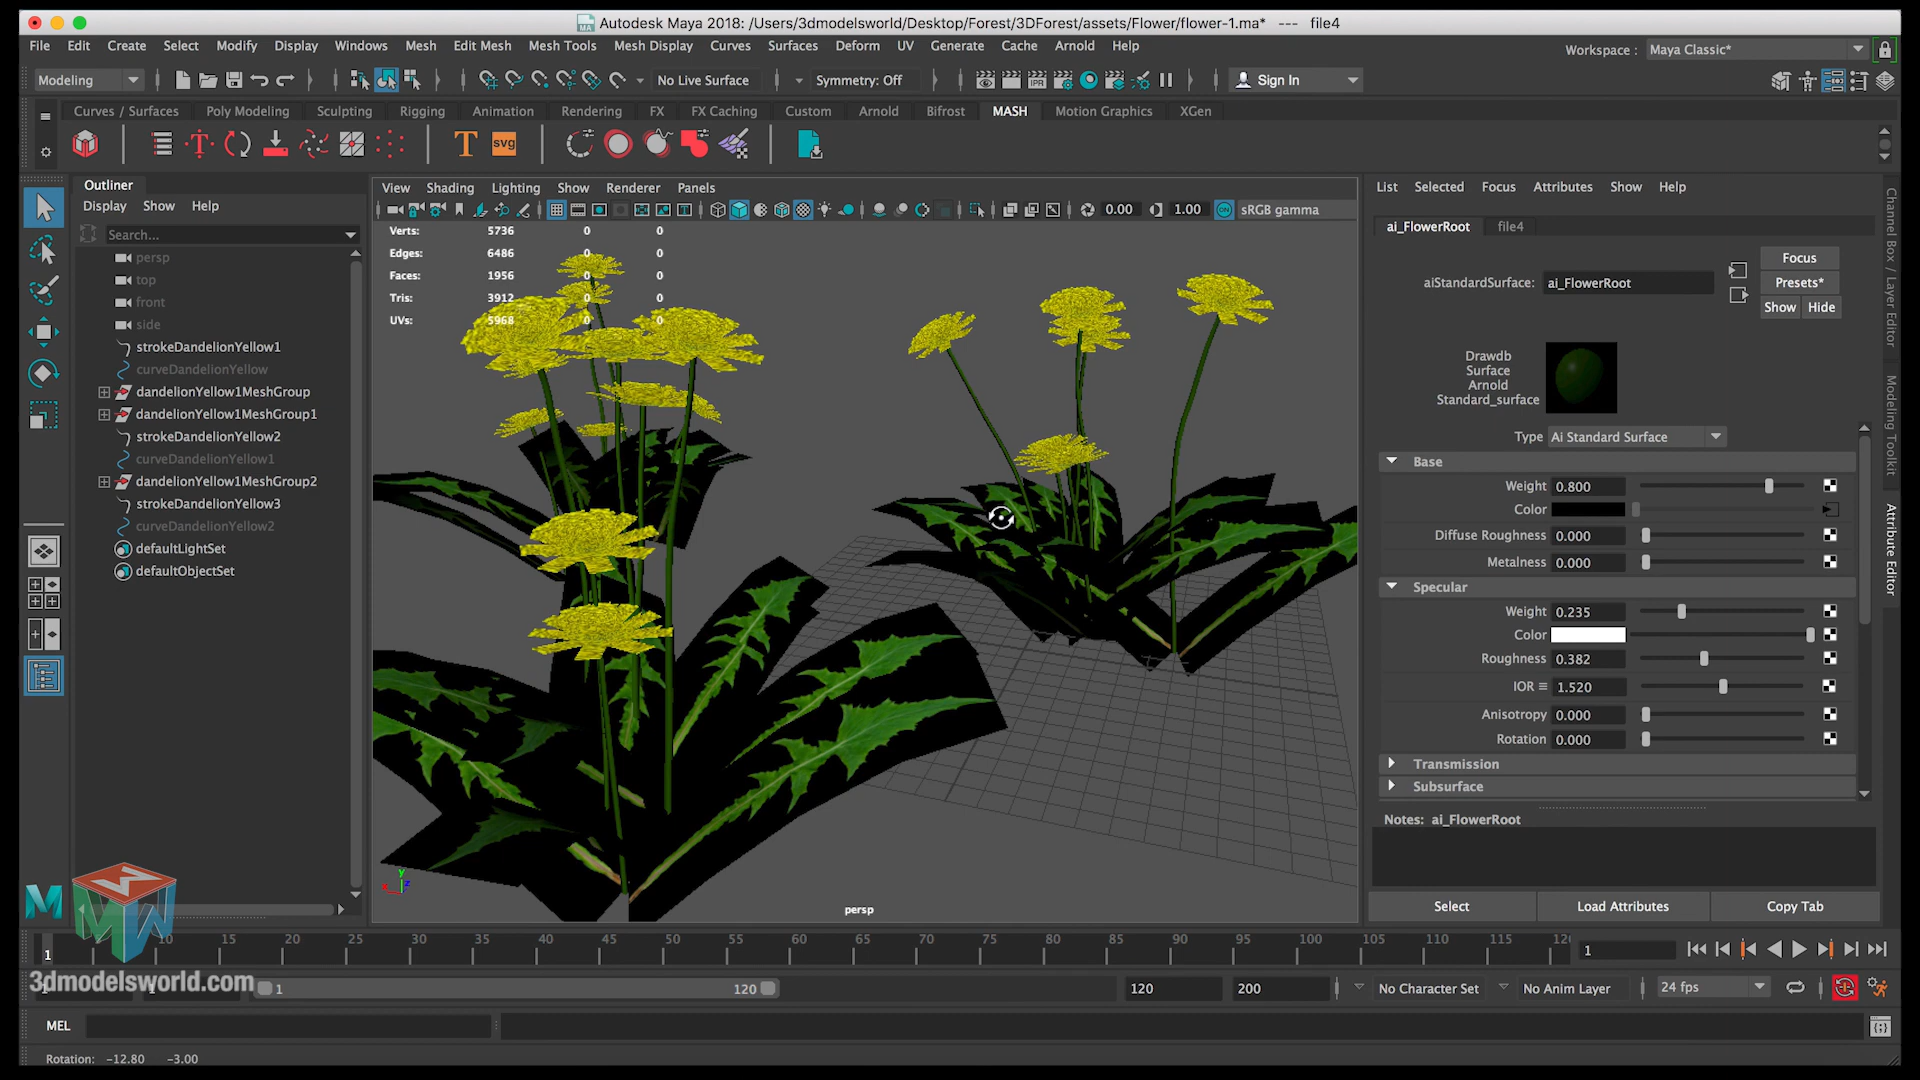 Autodesk Maya 2018: /Users/3dmodelsworld/Desktop/Forest/3DForest/assets/Flower/flower-1.ma* --- file4
File Edit Create Select Modify Display Windows Mesh Edit Mesh Mesh Tools Mesh Display Curves Surfaces Deform UV Generate Cache Arnold Help
Workspace : Maya Classic*
Modeling
No Live Surface
Symmetry: Off
IPR
Sign In
Curves / Surfaces Poly Modeling Sculpting Rigging Animation Rendering FX FX Caching Custom Arnold Bifrost MASH Motion Graphics XGen
T svg
Outliner
Display Show Help
Search...
persp
top
front
side
strokeDandelionYellow1
curveDandelionYellow
dandelionYellow1MeshGroup
dandelionYellow1MeshGroup1
strokeDandelionYellow2
curveDandelionYellow1
dandelionYellow1MeshGroup2
strokeDandelionYellow3
curveDandelionYellow2
defaultLightSet
defaultObjectSet
View Shading Lighting Show Renderer Panels
0.00 1.00 ON sRGB gamma
Verts: 5736 0 0
Edges: 6486 0 0
Faces: 1956 0 0
Tris: 3912 0 0
UVs: 5968 0 0
y
x z
persp
List Selected Focus Attributes Show Help
ai_FlowerRoot file4
Focus
aiStandardSurface: ai_FlowerRoot
Presets*
Show Hide
Drawdb
Surface
Arnold
Standard_surface
Type Ai Standard Surface
Base
Weight 0.800
Color
Diffuse Roughness 0.000
Metalness 0.000
Specular
Weight 0.235
Color
Roughness 0.382
IOR 1.520
Anisotropy 0.000
Rotation 0.000
Transmission
Subsurface
Notes: ai_FlowerRoot
Select Load Attributes Copy Tab
Channel Box / Layer Editor
Modeling Toolkit
Attribute Editor
M
3 M W
3dmodelsworld.com
1 10 15 20 25 30 35 40 45 50 55 60 65 70 75 80 85 90 95 100 105 110 115 12
1
1 120
120 200 No Character Set No Anim Layer 24 fps
MEL
Rotation: -12.80 -3.00